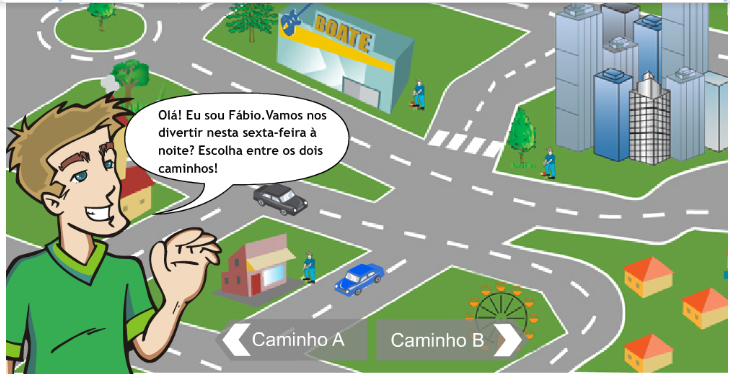 BOATE
Olá! Eu sou Fábio.Vamos nos
divertir nesta sexta-feira à
noite? Escolha entre os dois
caminhos!
Caminho A
Caminho B